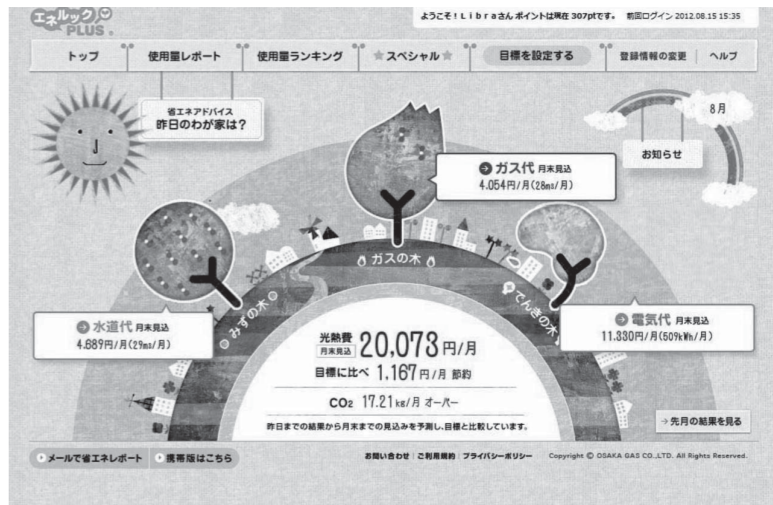 エネルック
PLUS
ようこそ！Ｌｉｂｒａさん ポイントは現在 307ptです。 前回ログイン 2012.08.15 15:35
トップ 使用量レポート 使用量ランキング ★スペシャル★ 目標を設定する 登録情報の変更 | ヘルプ
省エネアドバイス
昨日のわが家は？
8月
お知らせ
ガス代 月末見込
4.054円/月(28m3/月)
ガスの木
みずの木
でんきの木
水道代 月末見込
4.689円/月(29m3/月)
電気代 月末見込
11.330円/月(509kWh/月)
光熱費
月末見込 20,073円/月
目標に比べ 1,167円/月 節約
CO2 17.21kg/月 オーバー
昨日までの結果から月末までの見込みを予測し、目標と比較しています。
→先月の結果を見る
メールで省エネレポート 携帯版はこちら
お問い合わせ | ご利用規約 | プライバシーポリシー Copyright © OSAKA GAS CO.,LTD. All Rights Reserved.